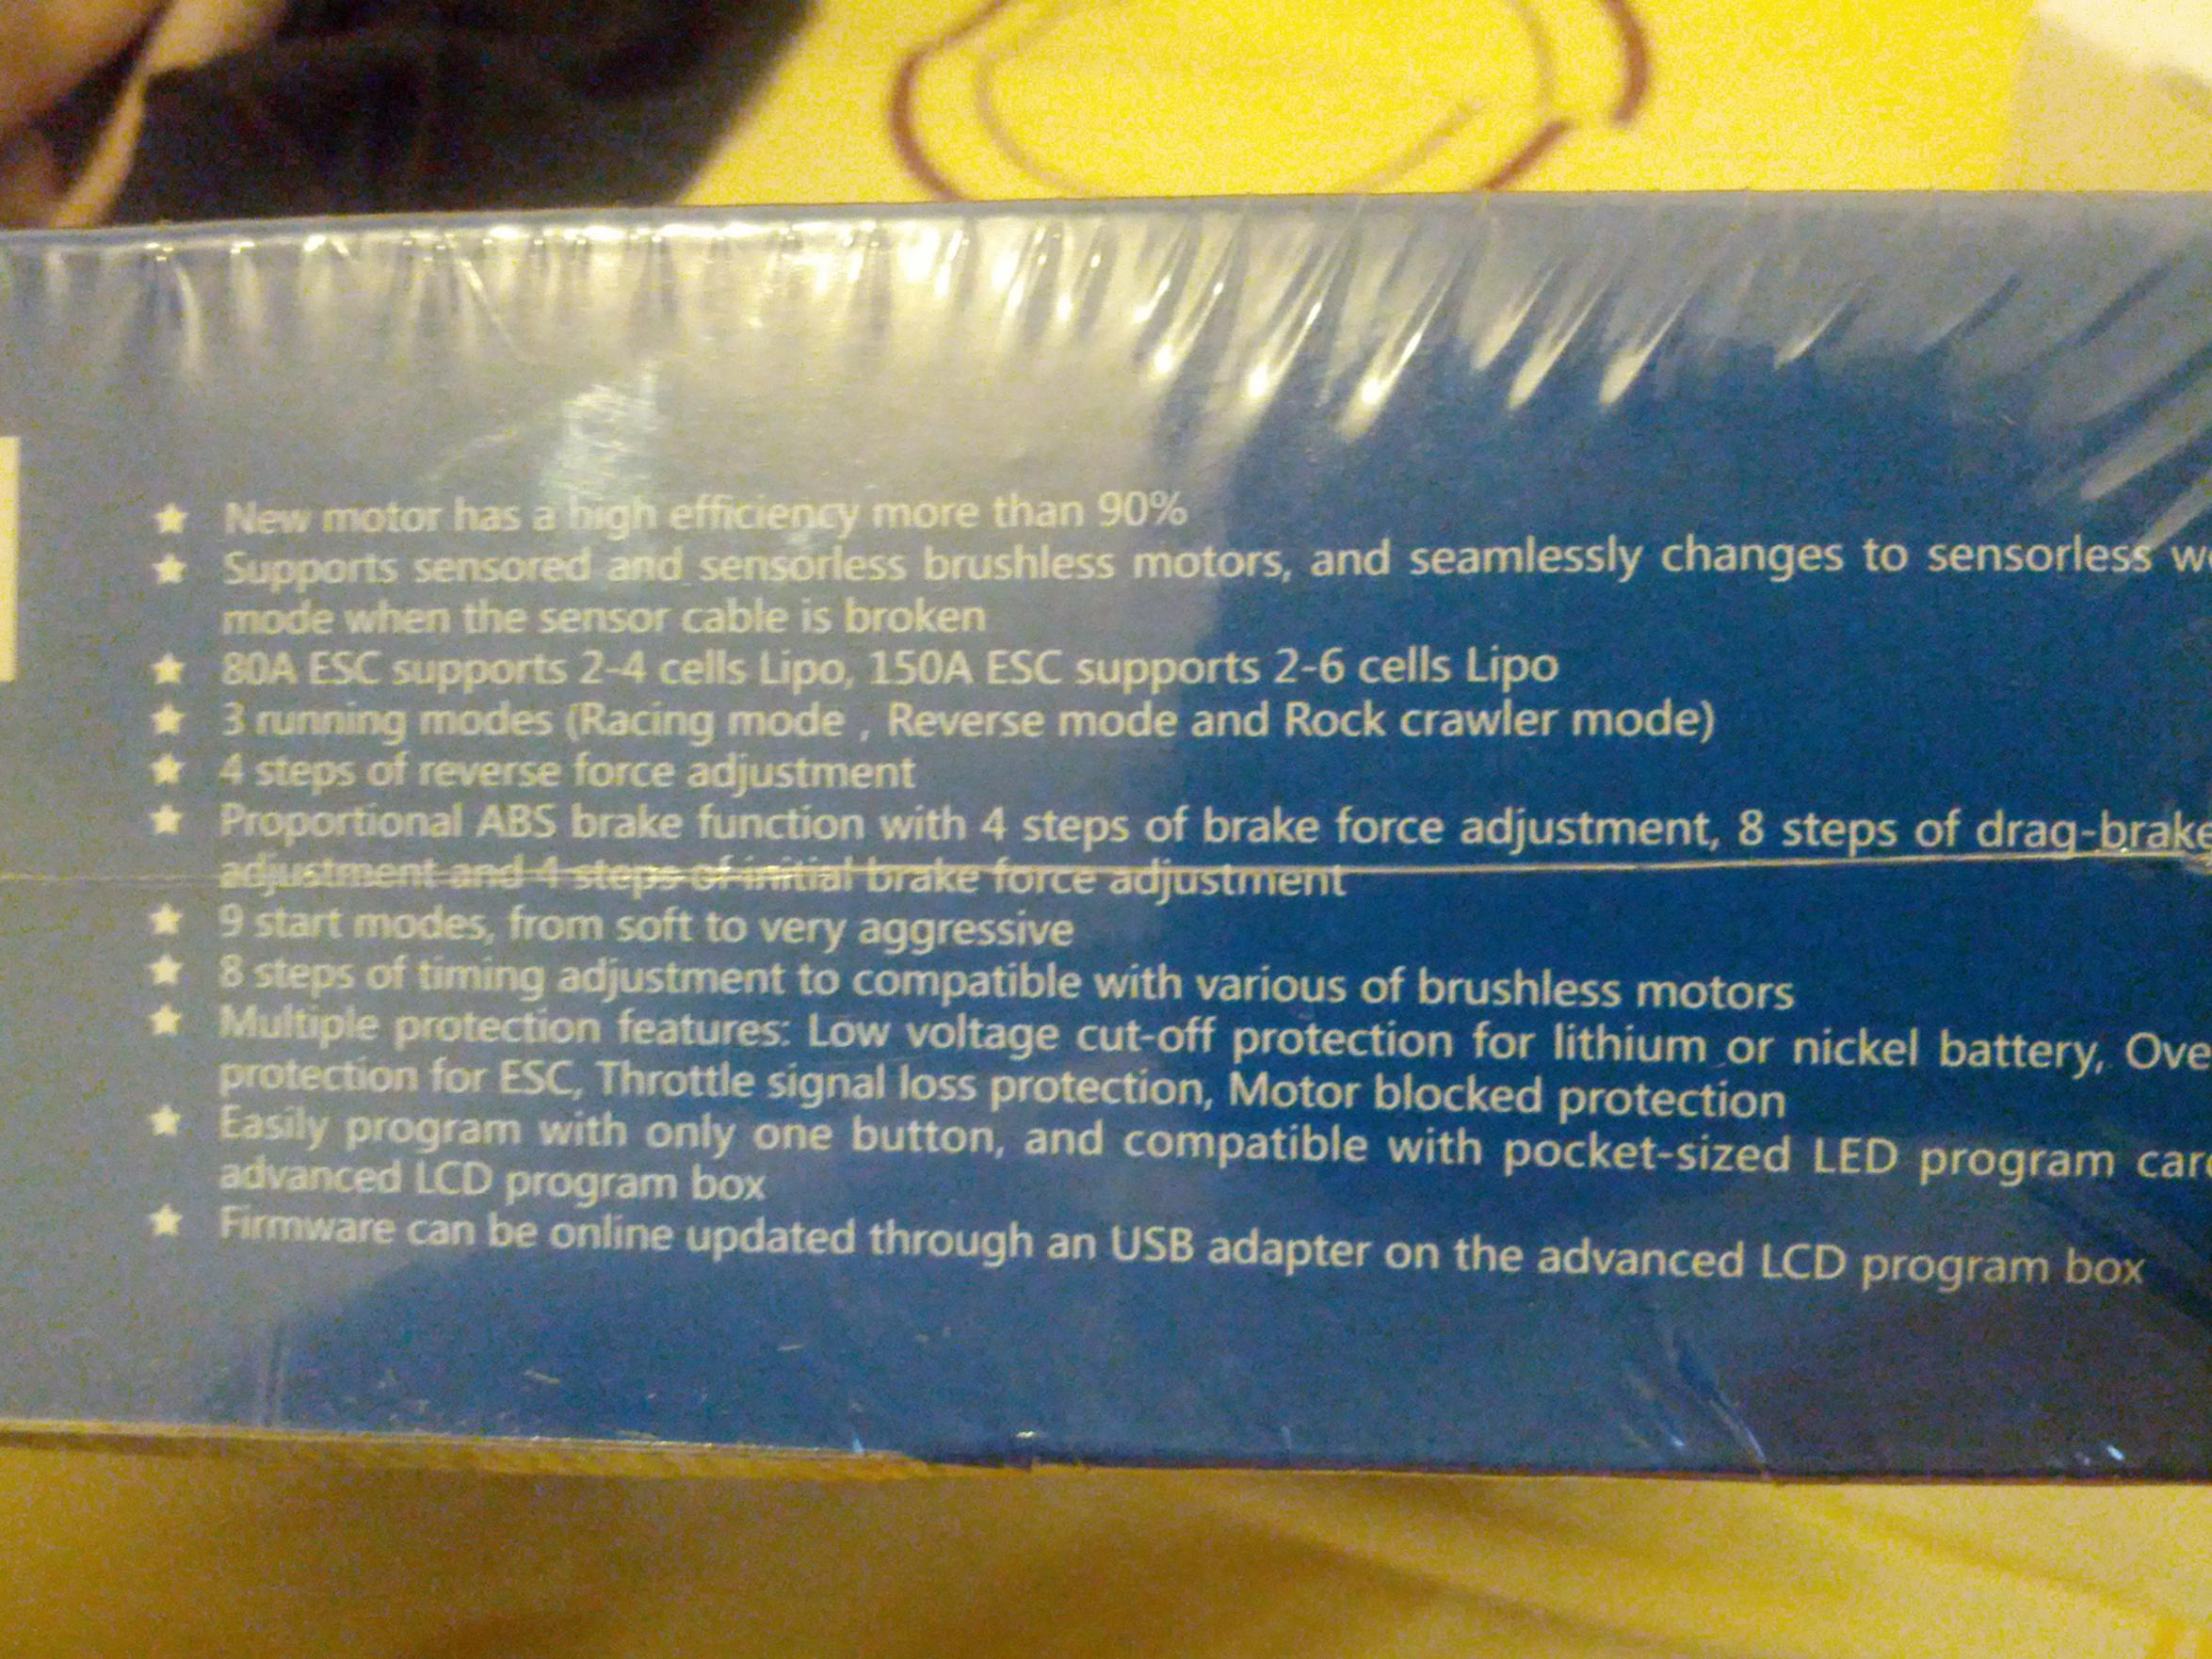 ★ New motor has a high efficiency more than 90%
★ Supports sensored and sensorless brushless motors, and seamlessly changes to sensorless
mode when the sensor cable is broken
★ 80A ESC supports 2-4 cells Lipo, 150A ESC supports 2-6 cells Lipo
★ 3 running modes (Racing mode , Reverse mode and Rock crawler mode)
★ 4 steps of reverse force adjustment
★ Proportional ABS brake function with 4 steps of brake force adjustment, 8 steps of drag-brake
adjustment and 4 steps of initial brake force adjustment
★ 9 start modes, from soft to very aggressive
★ 8 steps of timing adjustment to compatible with various of brushless motors
★ Multiple protection features: Low voltage cut-off protection for lithium or nickel battery,
protection for ESC, Throttle signal loss protection, Motor blocked protection
★ Easily program with only one button, and compatible with pocket-sized LED program
advanced LCD program box
★ Firmware can be online updated through an USB adapter on the advanced LCD program box